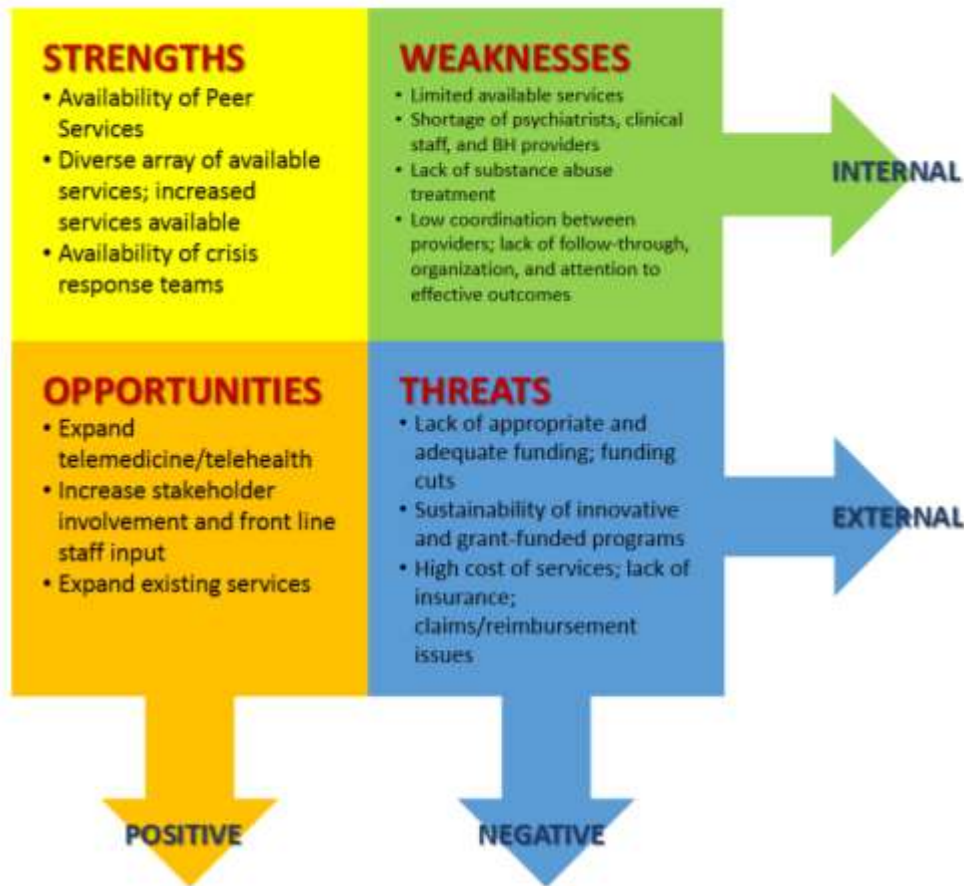 STRENGTHS
• Availability of Peer
Services
• Diverse array of available
services; increased
services available
• Availability of crisis
response teams
WEAKNESSES
• Limited available services
• Shortage of psychiatrists, clinical
staff, and BH providers
• Lack of substance abuse
treatment
• Low coordination between
providers; lack of follow-through,
organization, and attention to
effective outcomes
INTERNAL
OPPORTUNITIES
• Expand
telemedicine/telehealth
• Increase stakeholder
involvement and front line
staff input
• Expand existing services
THREATS
• Lack of appropriate and
adequate funding; funding
cuts
• Sustainability of innovative
and grant-funded programs
• High cost of services; lack of
insurance;
claims/reimbursement
issues
EXTERNAL
POSITIVE
NEGATIVE